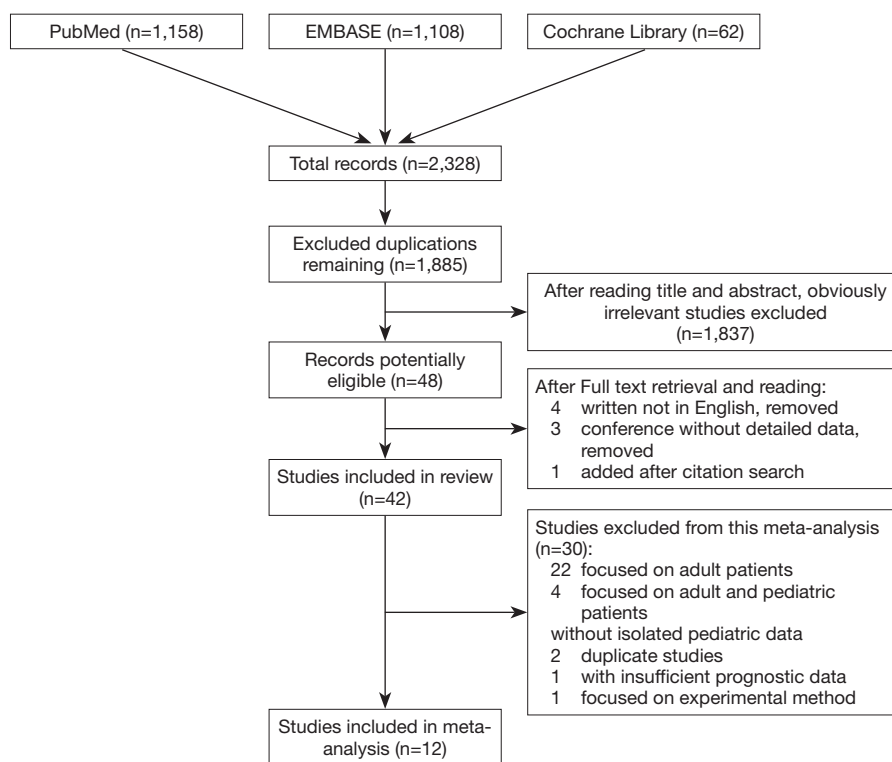 PubMed (n=1,158)
EMBASE (n=1,108)
Cochrane Library (n=62)
Total records (n=2,328)
Excluded duplications
remaining (n=1,885)
After reading title and abstract, obviously
irrelevant studies excluded
(n=1,837)
Records potentially
eligible (n=48)
After Full text retrieval and reading:
4 written not in English, removed
3 conference without detailed data,
removed
1 added after citation search
Studies included in review
(n=42)
Studies excluded from this meta-analysis
(n=30):
22 focused on adult patients
4 focused on adult and pediatric
patients
without isolated pediatric data
2 duplicate studies
1 with insufficient prognostic data
1 focused on experimental method
Studies included in meta-
analysis (n=12)